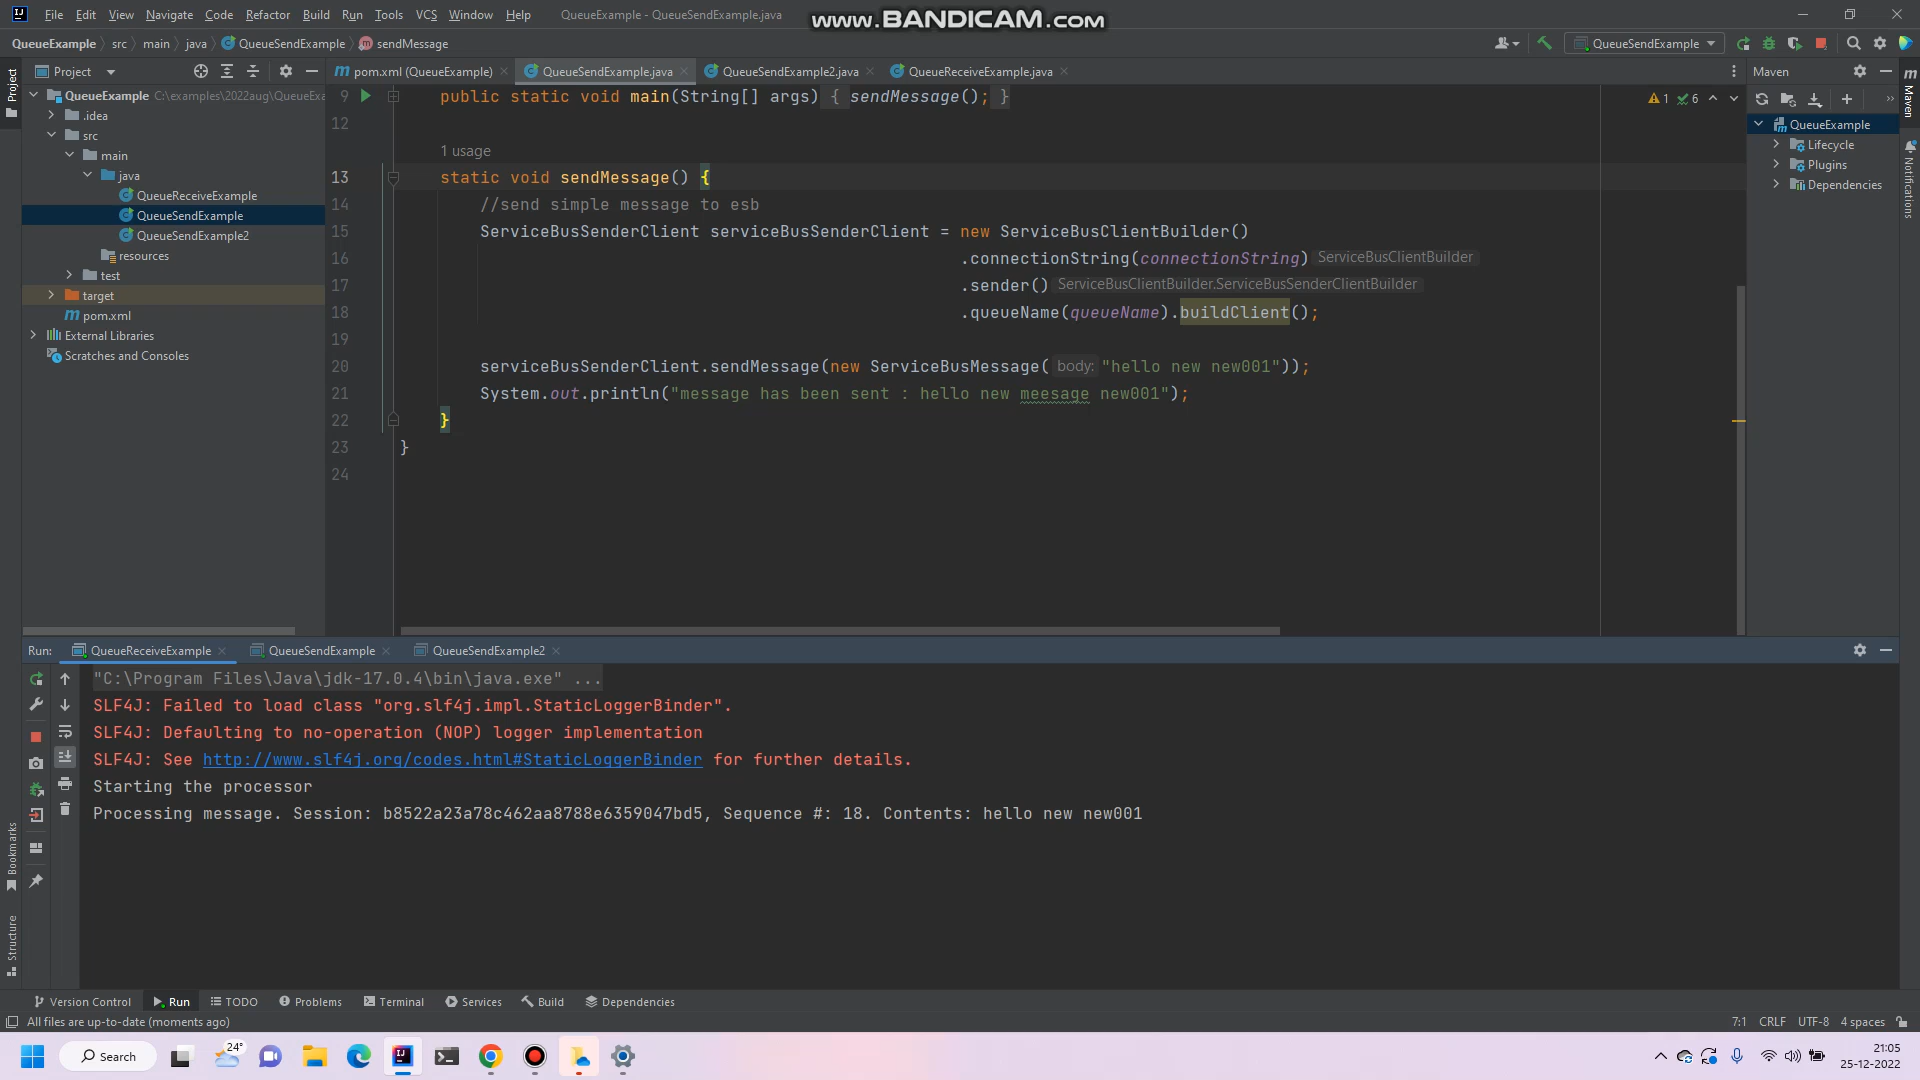 File Edit View Navigate Code Refactor Build Run Tools VCS Window Help QueueExample - QueueSendExample.java
www.BANDICAM.com
QueueExample src main java QueueSendExample sendMessage
QueueSendExample
Project
pom.xml (QueueExample) QueueSendExample.java QueueSendExample2.java QueueReceiveExample.java
Maven
Project
Maven
Notifications
QueueExample C:\examples\2022aug\QueueExa
.idea
src
main
java
QueueReceiveExample
QueueSendExample
QueueSendExample2
resources
test
target
pom.xml
External Libraries
Scratches and Consoles
9 public static void main(String[] args) { sendMessage(); }
12
1 usage
13 static void sendMessage() {
14 //send simple message to esb
15 ServiceBusSenderClient serviceBusSenderClient = new ServiceBusClientBuilder()
16 .connectionString(connectionString) ServiceBusClientBuilder
17 .sender() ServiceBusClientBuilder.ServiceBusSenderClientBuilder
18 .queueName(queueName).buildClient();
19
20 serviceBusSenderClient.sendMessage(new ServiceBusMessage( body: "hello new new001"));
21 System.out.println("message has been sent : hello new meesage new001");
22 }
23 }
24
1 6
QueueExample
Lifecycle
Plugins
Dependencies
Run: QueueReceiveExample QueueSendExample QueueSendExample2
"C:\Program Files\Java\jdk-17.0.4\bin\java.exe" ...
SLF4J: Failed to load class "org.slf4j.impl.StaticLoggerBinder".
SLF4J: Defaulting to no-operation (NOP) logger implementation
SLF4J: See http://www.slf4j.org/codes.html#StaticLoggerBinder for further details.
Starting the processor
Processing message. Session: b8522a23a78c462aa8788e6359047bd5, Sequence #: 18. Contents: hello new new001
Bookmarks
Structure
Version Control Run TODO Problems Terminal Services Build Dependencies
All files are up-to-date (moments ago)
7:1 CRLF UTF-8 4 spaces
Search
24°
21:05
25-12-2022